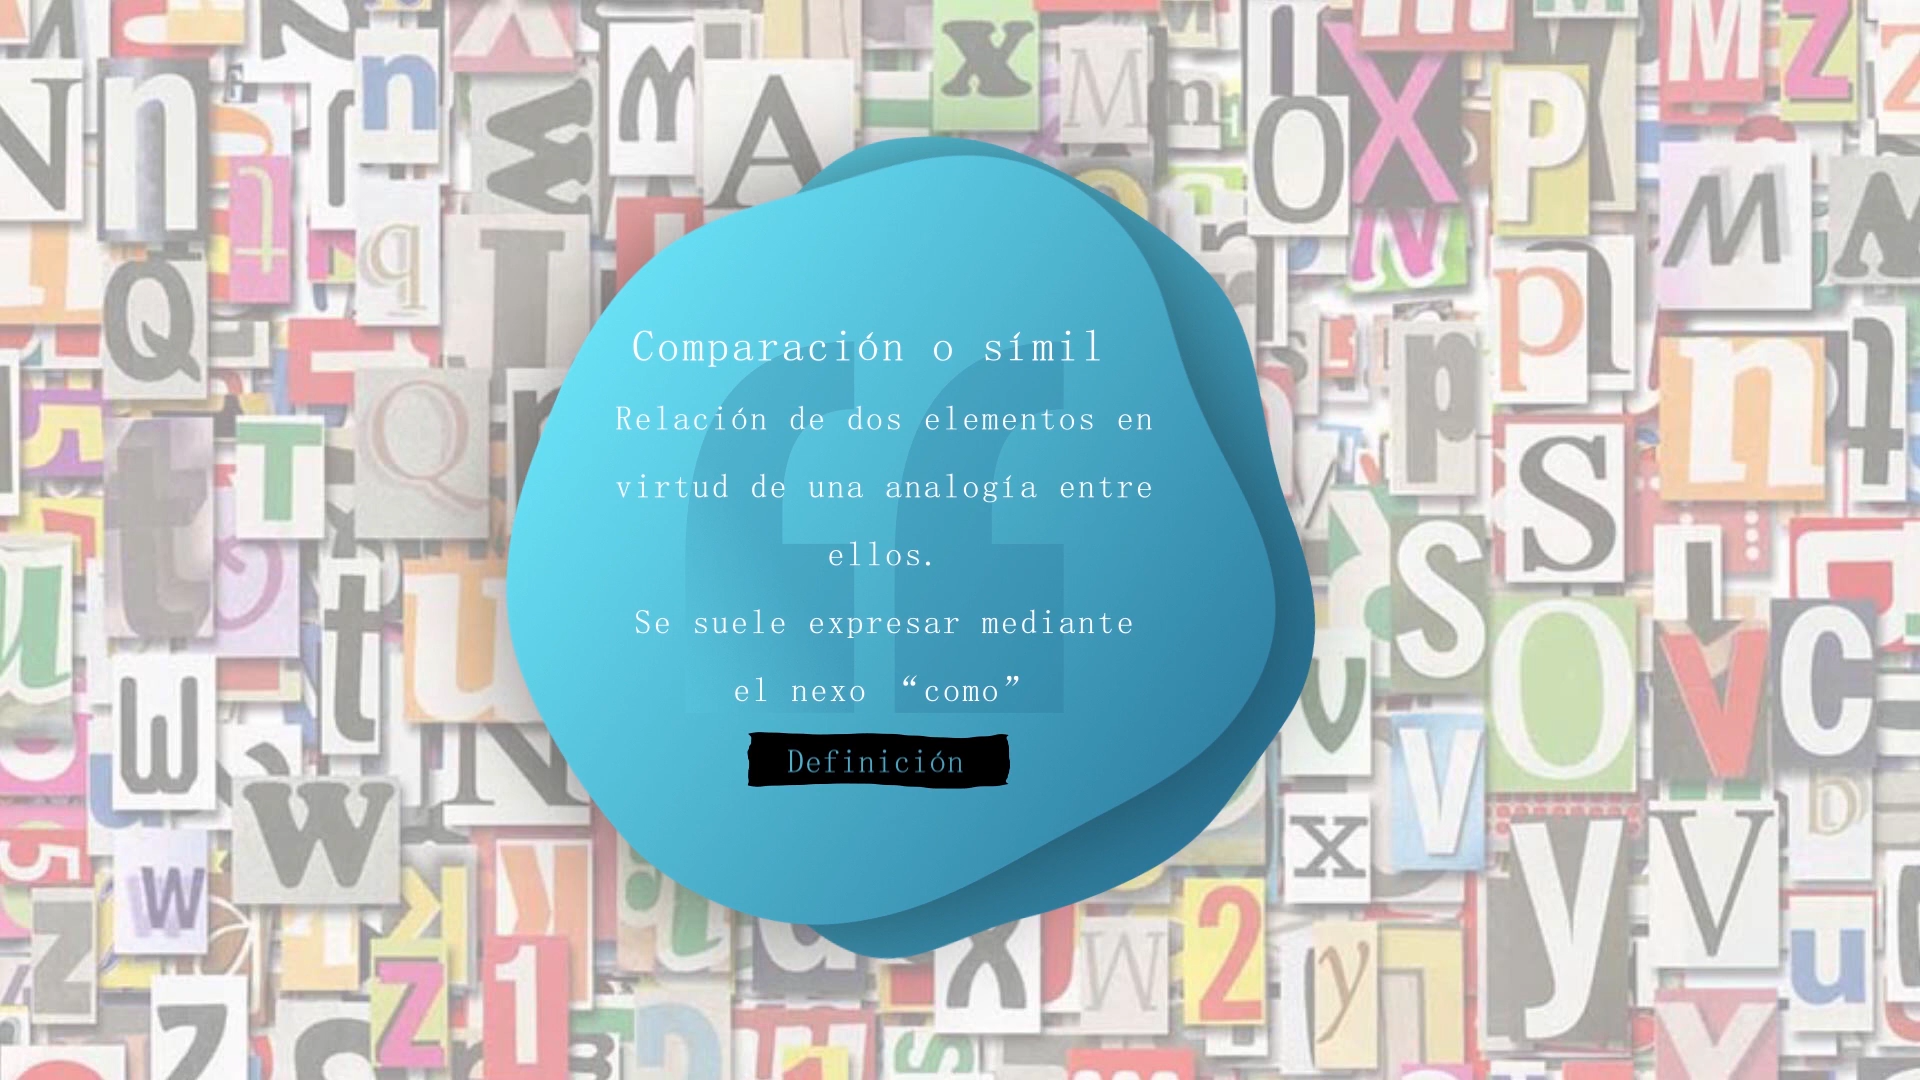 Comparación o símil
Relación de dos elementos en
virtud de una analogía entre
ellos.
Se suele expresar mediante
el nexo “como”
Definición